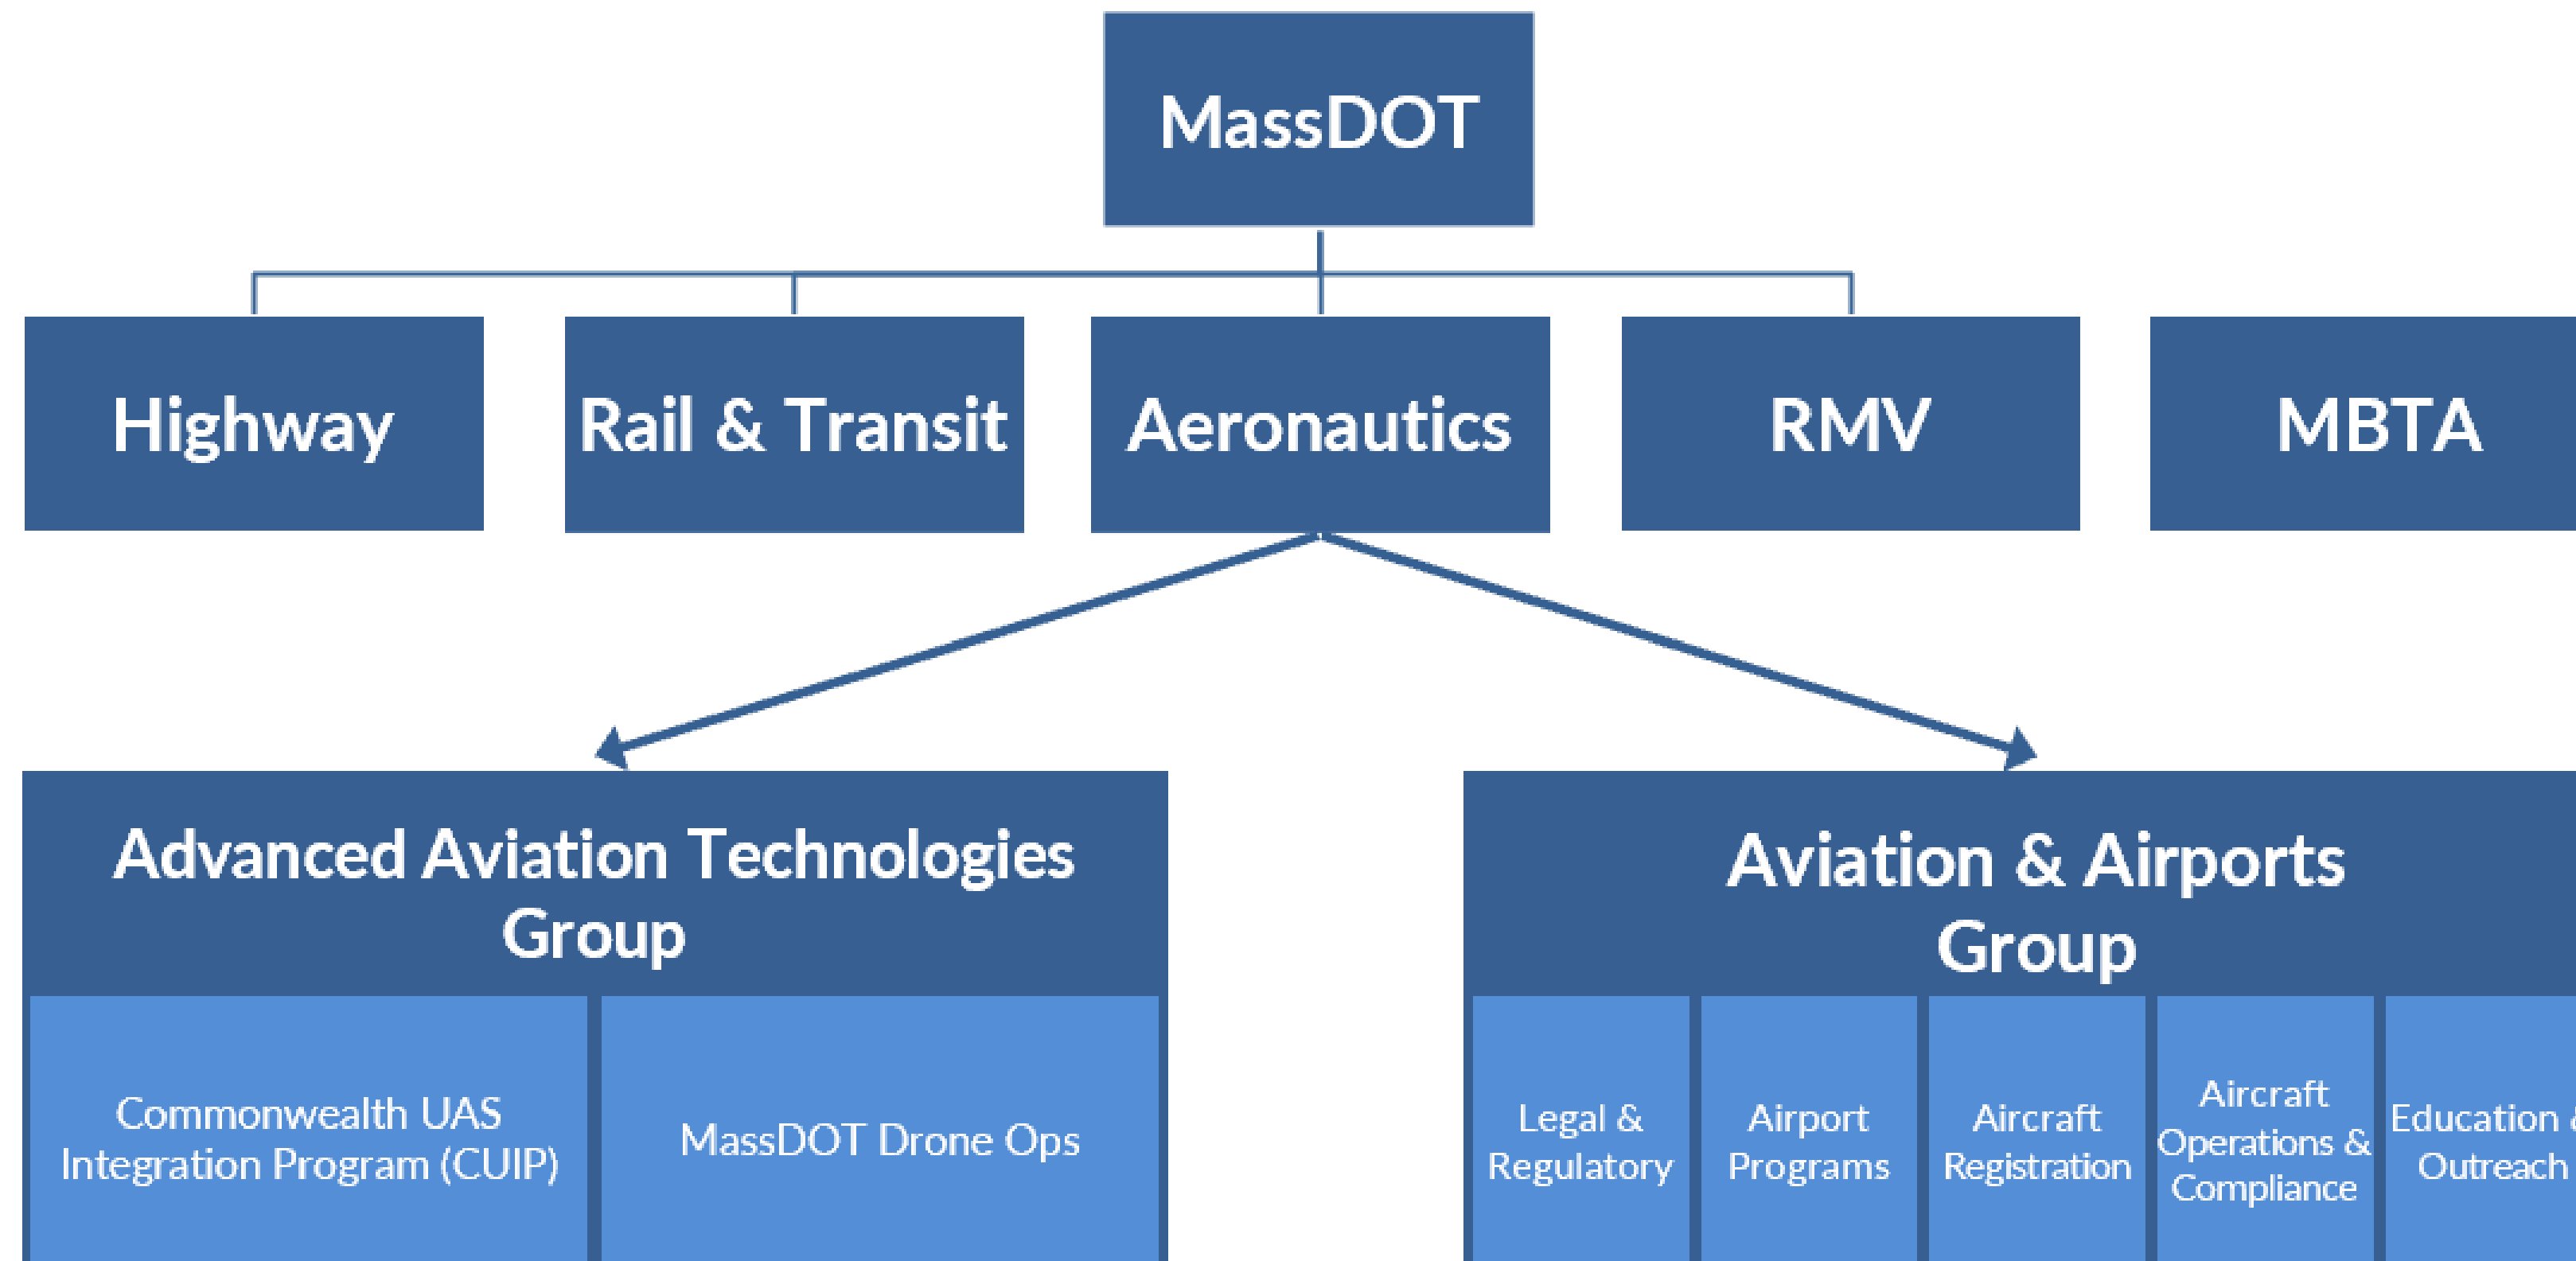 MassDOT
Highway
Rail & Transit
Aeronautics
RMV
MBTA
Advanced Aviation Technologies
Group
Commonwealth UAS
Integration Program (CUIP)
MassDOT Drone Ops
Aviation & Airports
Group
Legal &
Regulatory
Airport
Programs
Aircraft
Registration
Aircraft
Operations &
Compliance
Education &
Outreach